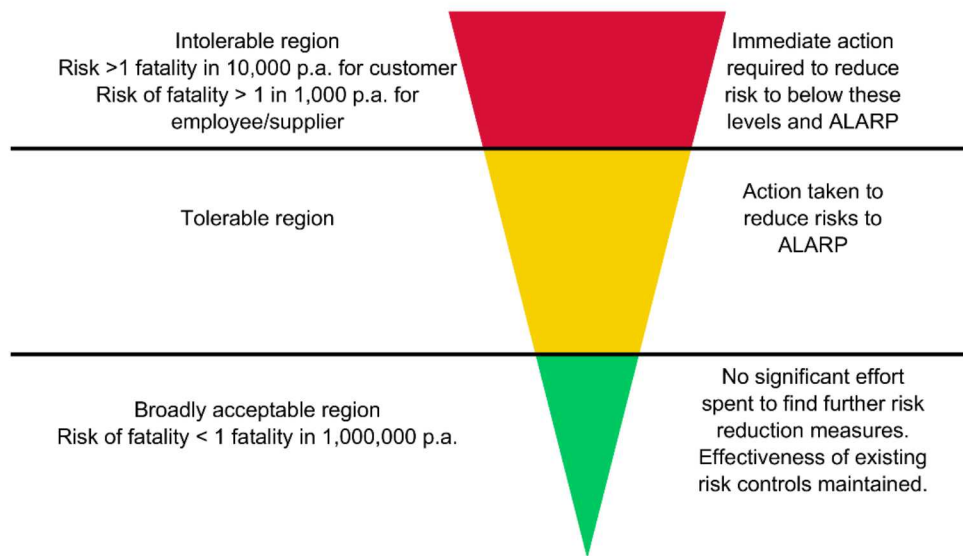 Intolerable region
Risk >1 fatality in 10,000 p.a. for customer
Risk of fatality > 1 in 1,000 p.a. for
employee/supplier
Immediate action
required to reduce
risk to below these
levels and ALARP
Tolerable region
Action taken to
reduce risks to
ALARP
Broadly acceptable region
Risk of fatality < 1 fatality in 1,000,000 p.a.
No significant effort
spent to find further risk
reduction measures.
Effectiveness of existing
risk controls maintained.